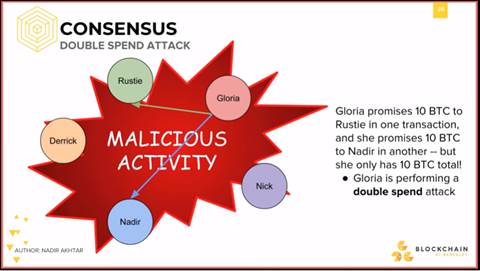 CONSENSUS
DOUBLE SPEND ATTACK
Rustie
Gloria
Derrick
MALICIOUS
ACTIVITY
Nick
Nadir
Gloria promises 10 BTC to
Rustie in one transaction,
and she promises 10 BTC
to Nadir in another -- but
she only has 10 BTC total!
● Gloria is performing a
double spend attack
AUTHOR: NADIR AKHTAR
BLOCKCHAIN
AT BERKELEY